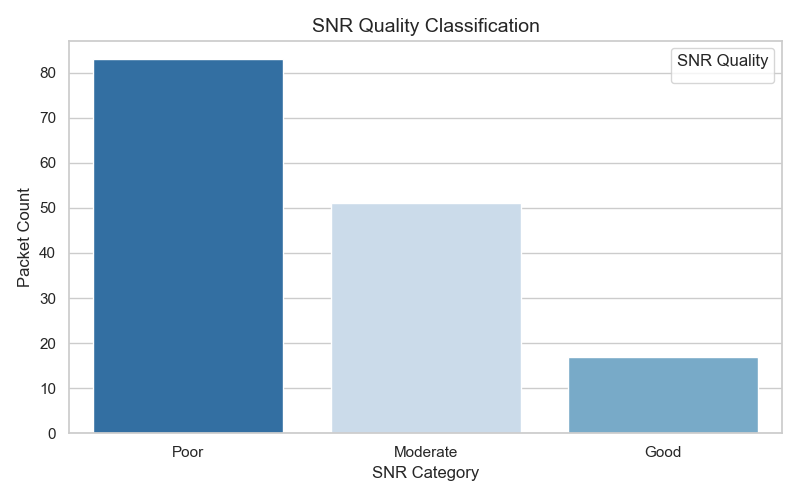 SNR Quality Classification
SNR Quality
Packet Count
80
70
60
50
40
30
20
10
0
Poor
Moderate
Good
SNR Category